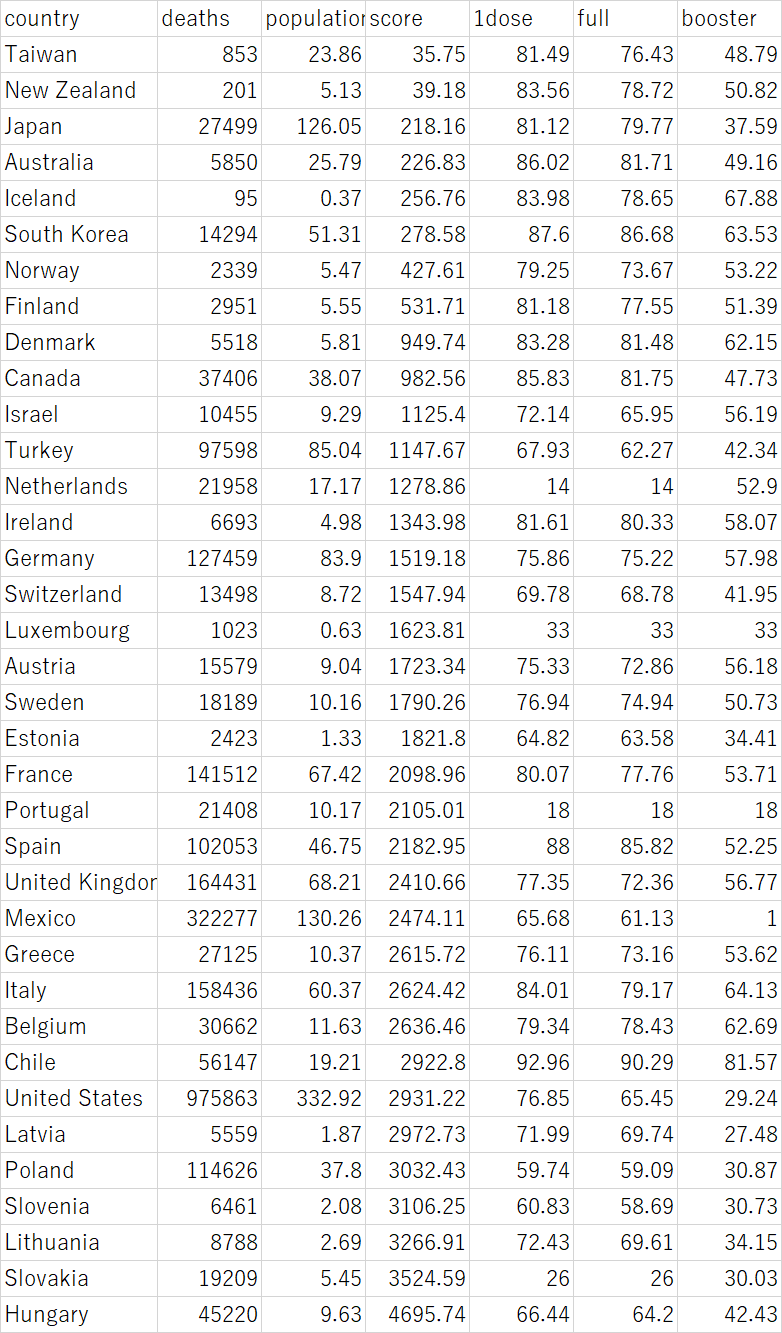 country deaths population score 1dose full booster
Taiwan 853 23.86 35.75 81.49 76.43 48.79
New Zealand 201 5.13 39.18 83.56 78.72 50.82
Japan 27499 126.05 218.16 81.12 79.77 37.59
Australia 5850 25.79 226.83 86.02 81.71 49.16
Iceland 95 0.37 256.76 83.98 78.65 67.88
South Korea 14294 51.31 278.58 87.6 86.68 63.53
Norway 2339 5.47 427.61 79.25 73.67 53.22
Finland 2951 5.55 531.71 81.18 77.55 51.39
Denmark 5518 5.81 949.74 83.28 81.48 62.15
Canada 37406 38.07 982.56 85.83 81.75 47.73
Israel 10455 9.29 1125.4 72.14 65.95 56.19
Turkey 97598 85.04 1147.67 67.93 62.27 42.34
Netherlands 21958 17.17 1278.86 14 14 52.9
Ireland 6693 4.98 1343.98 81.61 80.33 58.07
Germany 127459 83.9 1519.18 75.86 75.22 57.98
Switzerland 13498 8.72 1547.94 69.78 68.78 41.95
Luxembourg 1023 0.63 1623.81 33 33 33
Austria 15579 9.04 1723.34 75.33 72.86 56.18
Sweden 18189 10.16 1790.26 76.94 74.94 50.73
Estonia 2423 1.33 1821.8 64.82 63.58 34.41
France 141512 67.42 2098.96 80.07 77.76 53.71
Portugal 21408 10.17 2105.01 18 18 18
Spain 102053 46.75 2182.95 88 85.82 52.25
United Kingdom 164431 68.21 2410.66 77.35 72.36 56.77
Mexico 322277 130.26 2474.11 65.68 61.13 1
Greece 27125 10.37 2615.72 76.11 73.16 53.62
Italy 158436 60.37 2624.42 84.01 79.17 64.13
Belgium 30662 11.63 2636.46 79.34 78.43 62.69
Chile 56147 19.21 2922.8 92.96 90.29 81.57
United States 975863 332.92 2931.22 76.85 65.45 29.24
Latvia 5559 1.87 2972.73 71.99 69.74 27.48
Poland 114626 37.8 3032.43 59.74 59.09 30.87
Slovenia 6461 2.08 3106.25 60.83 58.69 30.73
Lithuania 8788 2.69 3266.91 72.43 69.61 34.15
Slovakia 19209 5.45 3524.59 26 26 30.03
Hungary 45220 9.63 4695.74 66.44 64.2 42.43